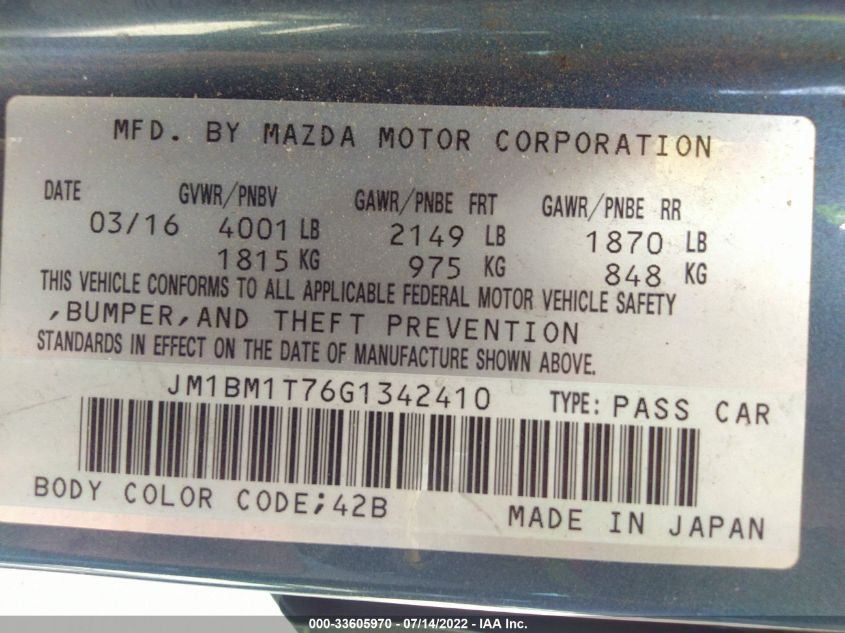 MFD. BY MAZDA MOTOR CORPORATION
DATE GVWR/PNBV GAWR/PNBE FRT GAWR/PNBE RR
03/16 4001 LB 2149 LB 1870 LB
1815 KG 975 KG 848 KG
THIS VEHICLE CONFORMS TO ALL APPLICABLE FEDERAL MOTOR VEHICLE SAFETY
,BUMPER,AND THEFT PREVENTION
STANDARDS IN EFFECT ON THE DATE OF MANUFACTURE SHOWN ABOVE.
JM1BM1T76G1342410 TYPE: PASS CAR
BODY COLOR CODE;42B
MADE IN JAPAN
000-33605970 - 07/14/2022 - IAA Inc.